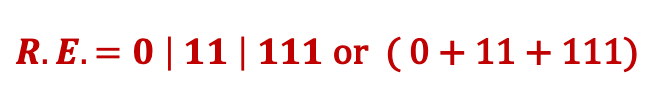 R.E.= 0 | 11 | 111 or ( 0 + 11 + 111)